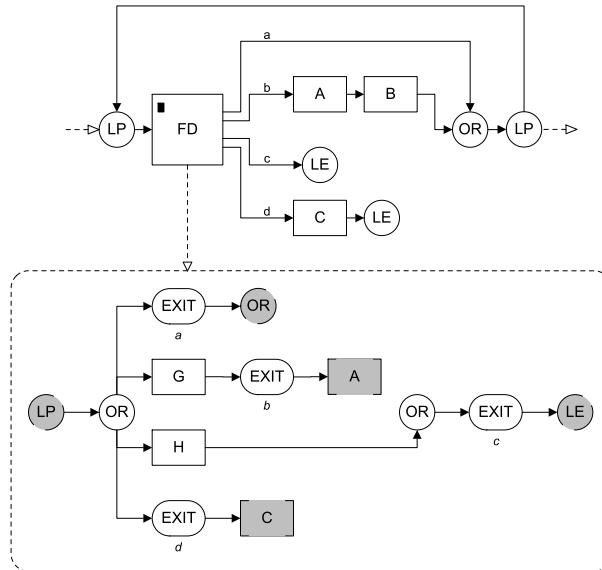 a
b A B
LP FD OR LP
c LE
d C LE
EXIT OR
a
G EXIT A
b
LP OR OR EXIT LE
c
H
EXIT C
d